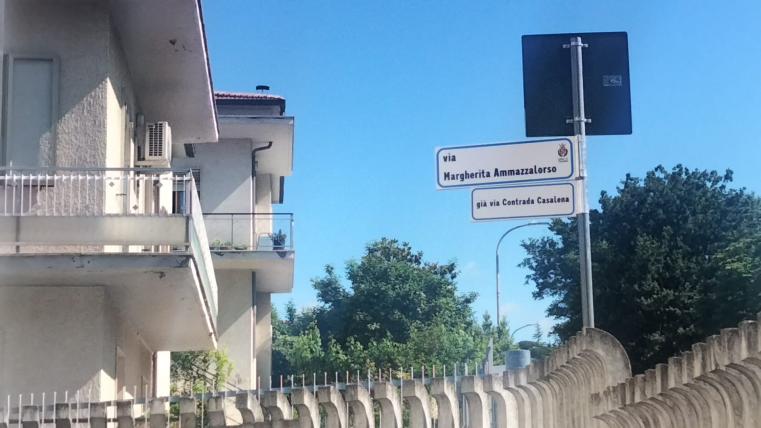 via
Margherita Ammazzalorso
già via Contrada Casalena